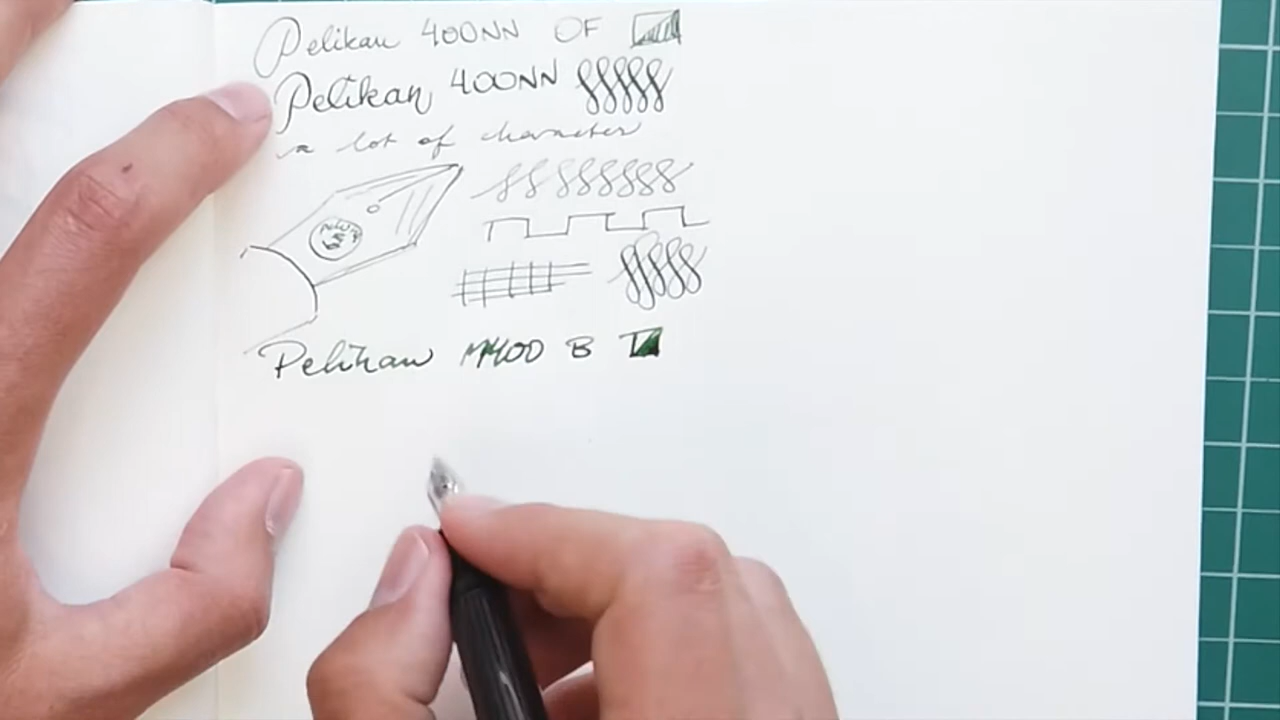 Pelikan 400NN OF
Pelikan 400NN
a lot of character
Pelikan M400 B